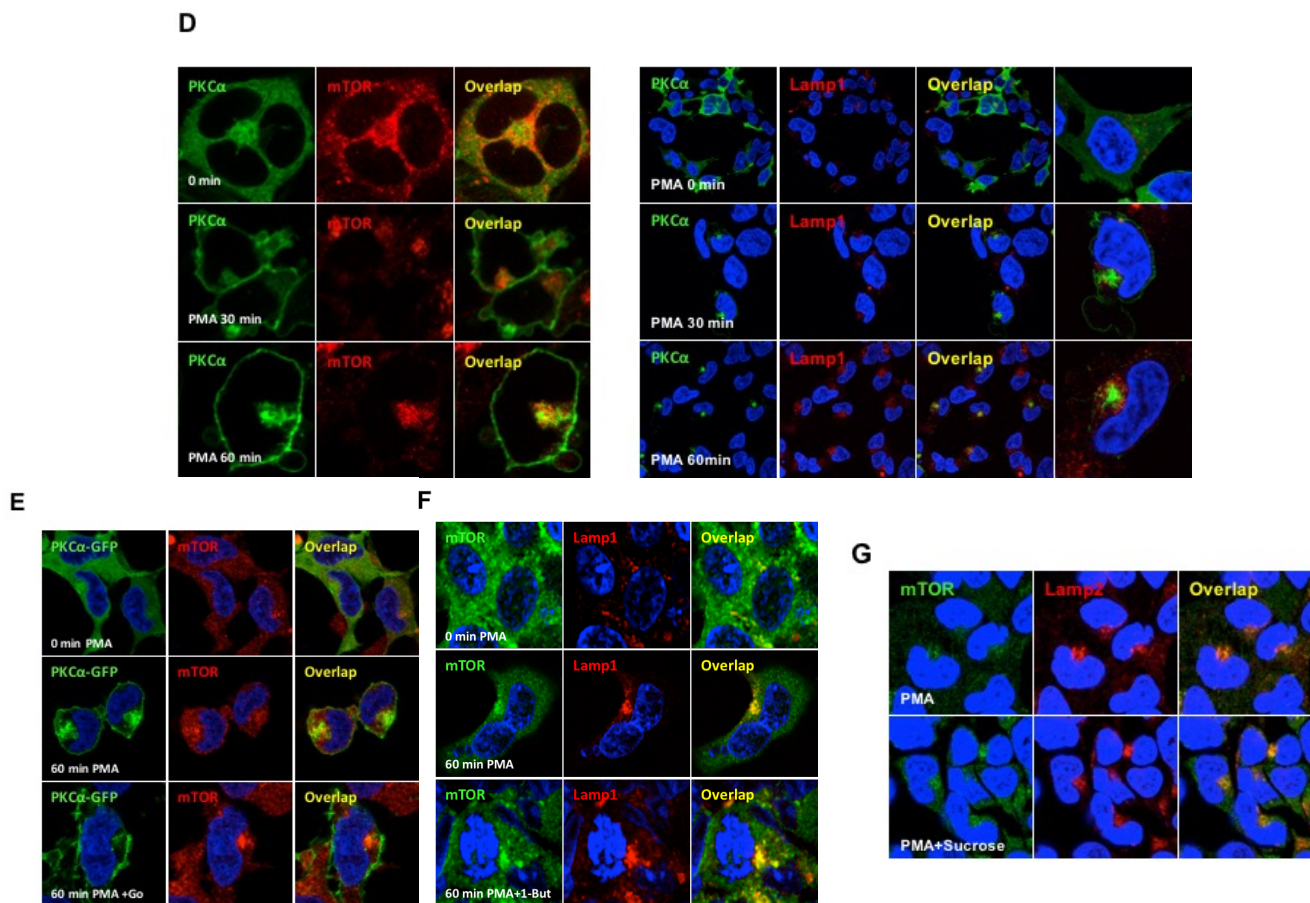 D
PKCα mTOR Overlap
0 min
PKCα mTOR Overlap
PMA 30 min
PKCα mTOR Overlap
PMA 60 min
PKCα Lamp1 Overlap
PMA 0 min
PKCα Lamp1 Overlap
PMA 30 min
PKCα Lamp1 Overlap
PMA 60min
E
PKCα-GFP mTOR Overlap
0 min PMA
PKCα-GFP mTOR Overlap
60 min PMA
PKCα-GFP mTOR Overlap
60 min PMA +Go
F
mTOR Lamp1 Overlap
0 min PMA
mTOR Lamp1 Overlap
60 min PMA
mTOR Lamp1 Overlap
60 min PMA+1-But
G
mTOR Lamp2 Overlap
PMA
PMA+Sucrose